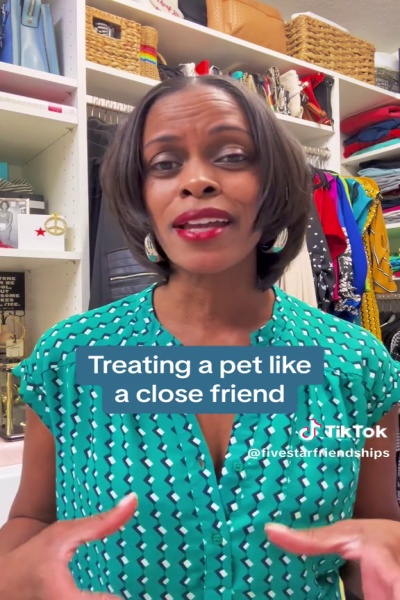 Treating a pet like
a close friend
TikTok
@fivestarfriendships